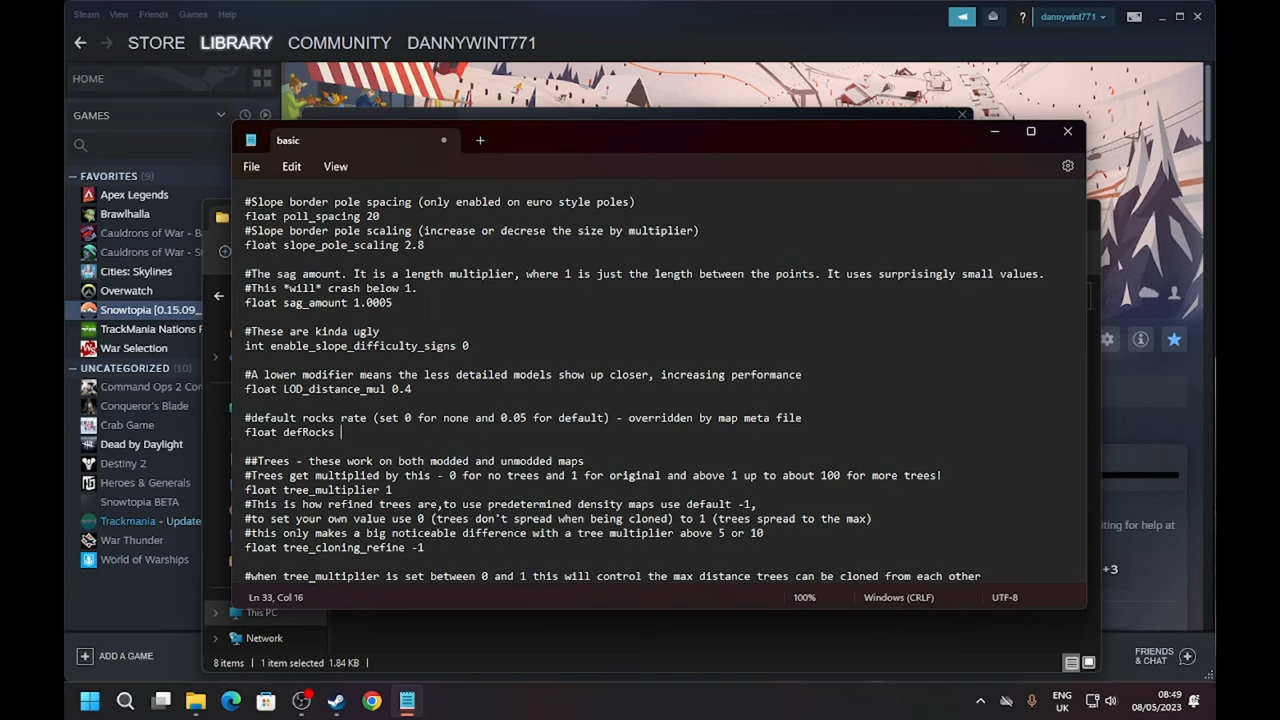 Steam View Friends Games Help
dannywint771
STORE LIBRARY COMMUNITY DANNYWINT771
HOME
GAMES
FAVORITES (9)
Apex Legends
Brawlhalla
Cauldrons of War - B
Cauldrons of War - S
Cities: Skylines
Overwatch
Snowtopia [0.15.09_
TrackMania Nations F
War Selection
UNCATEGORIZED (10)
Command Ops 2 Cor
Conqueror's Blade
Crab Game
Dead by Daylight
Destiny 2
Heroes & Generals
Snowtopia BETA
Trackmania - Update
War Thunder
World of Warships
ADD A GAME
basic
File Edit View
#Slope border pole spacing (only enabled on euro style poles)
float poll_spacing 20
#Slope border pole scaling (increase or decrese the size by multiplier)
float slope_pole_scaling 2.8
#The sag amount. It is a length multiplier, where 1 is just the length between the points. It uses surprisingly small values.
#This *will* crash below 1.
float sag_amount 1.0005
#These are kinda ugly
int enable_slope_difficulty_signs 0
#A lower modifier means the less detailed models show up closer, increasing performance
float LOD_distance_mul 0.4
#default rocks rate (set 0 for none and 0.05 for default) - overridden by map meta file
float defRocks
##Trees - these work on both modded and unmodded maps
#Trees get multiplied by this - 0 for no trees and 1 for original and above 1 up to about 100 for more trees!
float tree_multiplier 1
#This is how refined trees are,to use predetermined density maps use default -1,
#to set your own value use 0 (trees don't spread when being cloned) to 1 (trees spread to the max)
#this only makes a big noticeable difference with a tree multiplier above 5 or 10
float tree_cloning_refine -1
#when tree_multiplier is set between 0 and 1 this will control the max distance trees can be cloned from each other
Ln 33, Col 16 100% Windows (CRLF) UTF-8
This PC
Network
8 items 1 item selected 1.84 KB
ting for help at
+3
FRIENDS
& CHAT
ENG
UK
08:49
08/05/2023